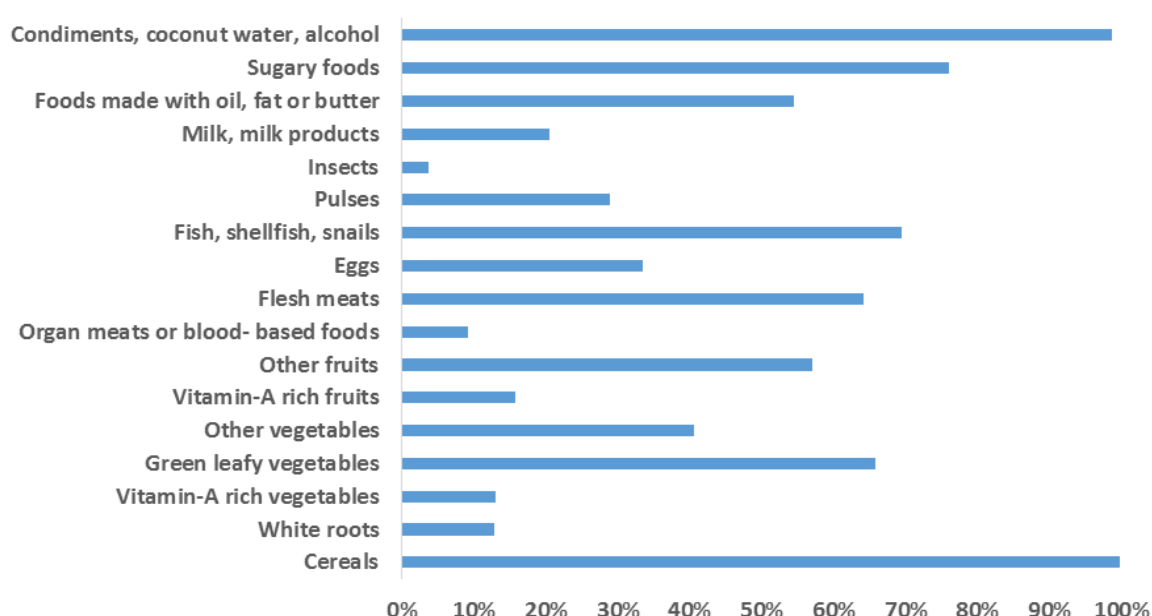 Condiments, coconut water, alcohol
Sugary foods
Foods made with oil, fat or butter
Milk, milk products
Insects
Pulses
Fish, shellfish, snails
Eggs
Flesh meats
Organ meats or blood- based foods
Other fruits
Vitamin-A rich fruits
Other vegetables
Green leafy vegetables
Vitamin-A rich vegetables
White roots
Cereals
0% 10% 20% 30% 40% 50% 60% 70% 80% 90% 100%